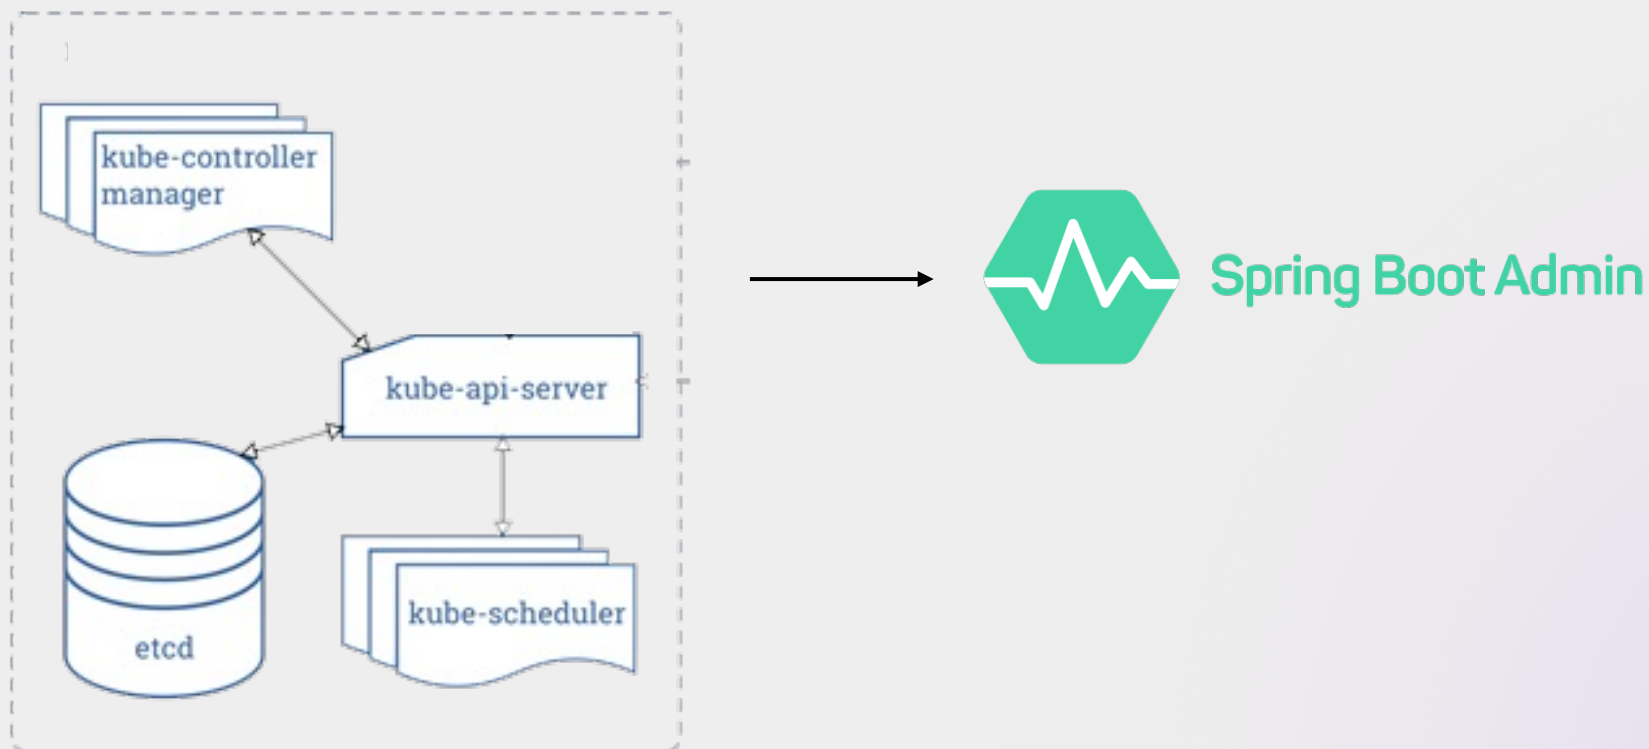 kube-controller
manager
kube-api-server
Spring Boot Admin
etcd
kube-scheduler